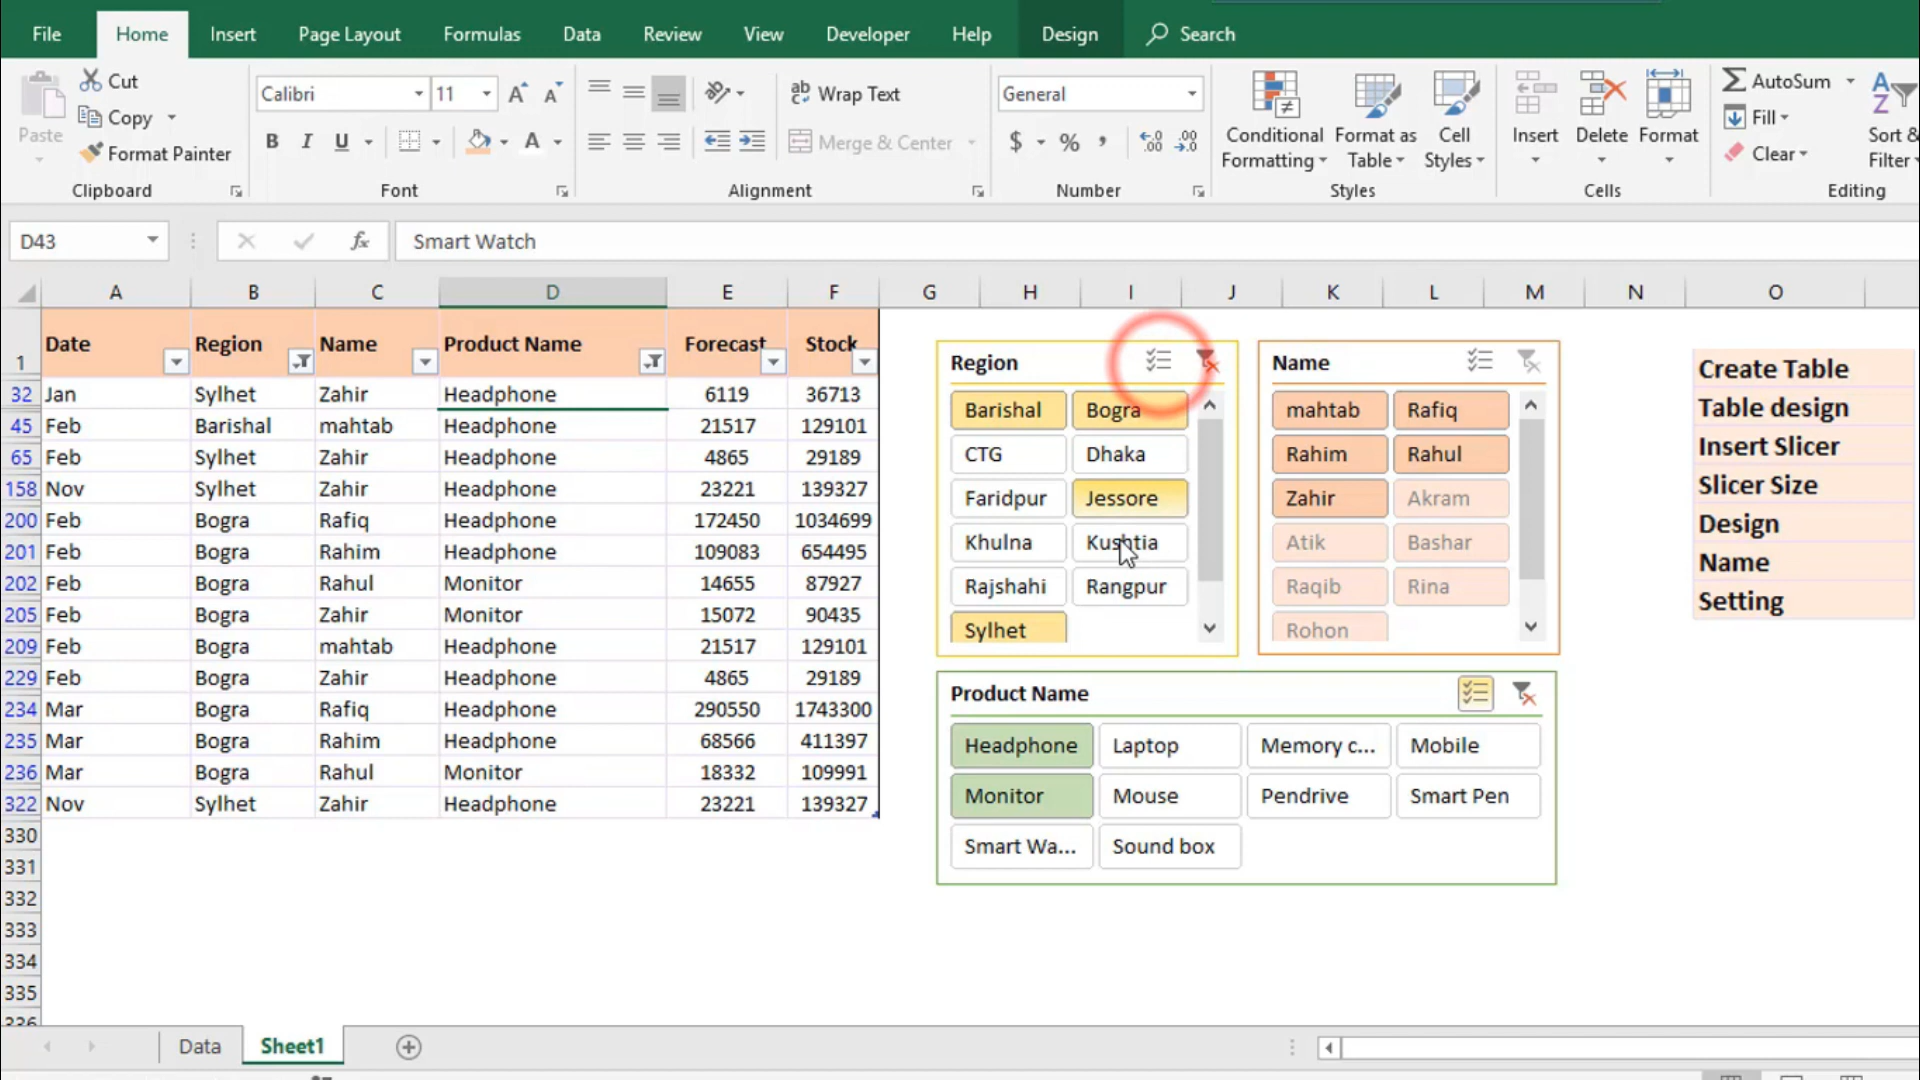 File Home Insert Page Layout Formulas Data Review View Developer Help Design Search
Cut
Copy
Paste
Format Painter
Clipboard
Calibri 11
B I U
Font
Wrap Text
Merge & Center
Alignment
General
$ % ,
Number
Conditional
Formatting
Format as
Table
Cell
Styles
Styles
Insert Delete Format
Cells
AutoSum
Fill
Clear
Sort &
Filter
Editing
D43 fx Smart Watch
A B C D E F G H I J K L M N O
1 Date Region Name Product Name Forecast Stock
32 Jan Sylhet Zahir Headphone 6119 36713
45 Feb Barishal mahtab Headphone 21517 129101
65 Feb Sylhet Zahir Headphone 4865 29189
158 Nov Sylhet Zahir Headphone 23221 139327
200 Feb Bogra Rafiq Headphone 172450 1034699
201 Feb Bogra Rahim Headphone 109083 654495
202 Feb Bogra Rahul Monitor 14655 87927
205 Feb Bogra Zahir Monitor 15072 90435
209 Feb Bogra mahtab Headphone 21517 129101
229 Feb Bogra Zahir Headphone 4865 29189
234 Mar Bogra Rafiq Headphone 290550 1743300
235 Mar Bogra Rahim Headphone 68566 411397
236 Mar Bogra Rahul Monitor 18332 109991
322 Nov Sylhet Zahir Headphone 23221 139327
330
331
332
333
334
335
336
Region
Barishal Bogra
CTG Dhaka
Faridpur Jessore
Khulna Kushtia
Rajshahi Rangpur
Sylhet
Name
mahtab Rafiq
Rahim Rahul
Zahir Akram
Atik Bashar
Raqib Rina
Rohon
Product Name
Headphone Laptop Memory c... Mobile
Monitor Mouse Pendrive Smart Pen
Smart Wa... Sound box
Create Table
Table design
Insert Slicer
Slicer Size
Design
Name
Setting
Data Sheet1